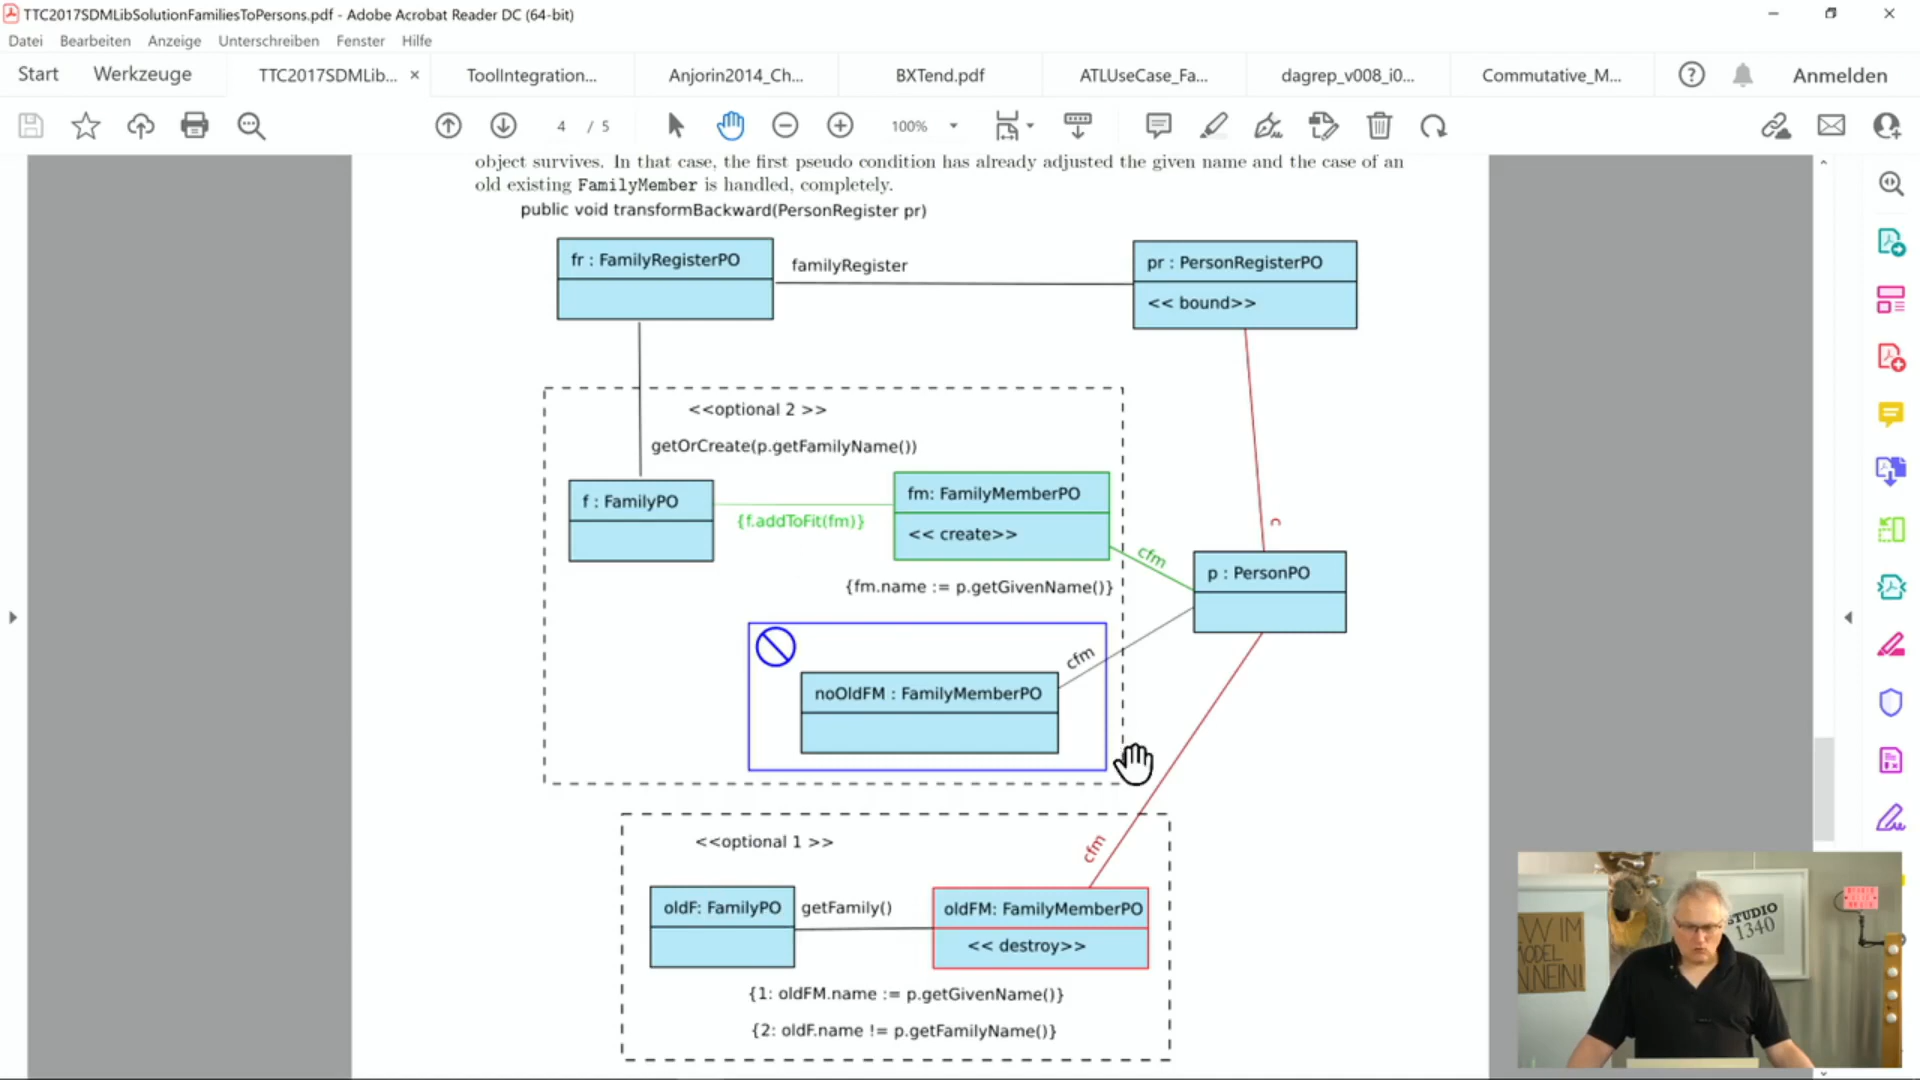 TTC2017SDMLibSolutionFamiliesToPersons.pdf - Adobe Acrobat Reader DC (64-bit)
Datei Bearbeiten Anzeige Unterschreiben Fenster Hilfe
Start Werkzeuge TTC2017SDMLib... × ToolIntegration... Anjorin2014_Ch... BXTend.pdf ATLUseCase_Fa... dagrep_v008_i0... Commutative_M... Anmelden
4 / 5 100%
object survives. In that case, the first pseudo condition has already adjusted the given name and the case of an
old existing FamilyMember is handled, completely.
public void transformBackward(PersonRegister pr)
fr : FamilyRegisterPO
familyRegister
pr : PersonRegisterPO
<< bound>>
<<optional 2 >>
getOrCreate(p.getFamilyName())
f : FamilyPO
{f.addToFit(fm)}
fm: FamilyMemberPO
<< create>>
cfm
{fm.name := p.getGivenName()}
p : PersonPO
cfm
noOldFM : FamilyMemberPO
<<optional 1 >>
cfm
oldF: FamilyPO
getFamily()
oldFM: FamilyMemberPO
<< destroy>>
{1: oldFM.name := p.getGivenName()}
{2: oldF.name != p.getFamilyName()}
STUDIO
1340
W IM
ODEL
N.NEIN!